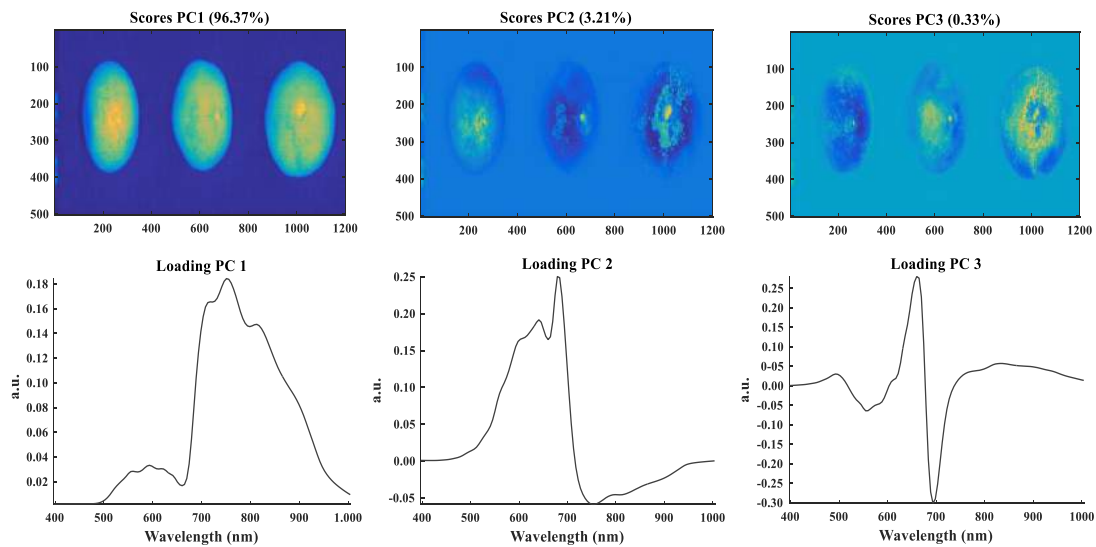 Scores PC1 (96.37%)
100
200
300
400
500
200 400 600 800 1000 1200
Scores PC2 (3.21%)
100
200
300
400
500
200 400 600 800 1000 1200
Scores PC3 (0.33%)
100
200
300
400
500
200 400 600 800 1000 1200
Loading PC 1
a.u.
0.18
0.16
0.14
0.12
0.10
0.08
0.06
0.04
0.02
400 500 600 700 800 900 1.000
Wavelength (nm)
Loading PC 2
a.u.
0.25
0.20
0.15
0.10
0.05
0.00
-0.05
400 500 600 700 800 900 1.000
Wavelength (nm)
Loading PC 3
a.u.
0.25
0.20
0.15
0-10
0.05
0-00
-0.05
-0.10
-0.15
-0.20
-0.25
-0.30
400 500 600 700 800 900 1.000
Wavelength (nm)